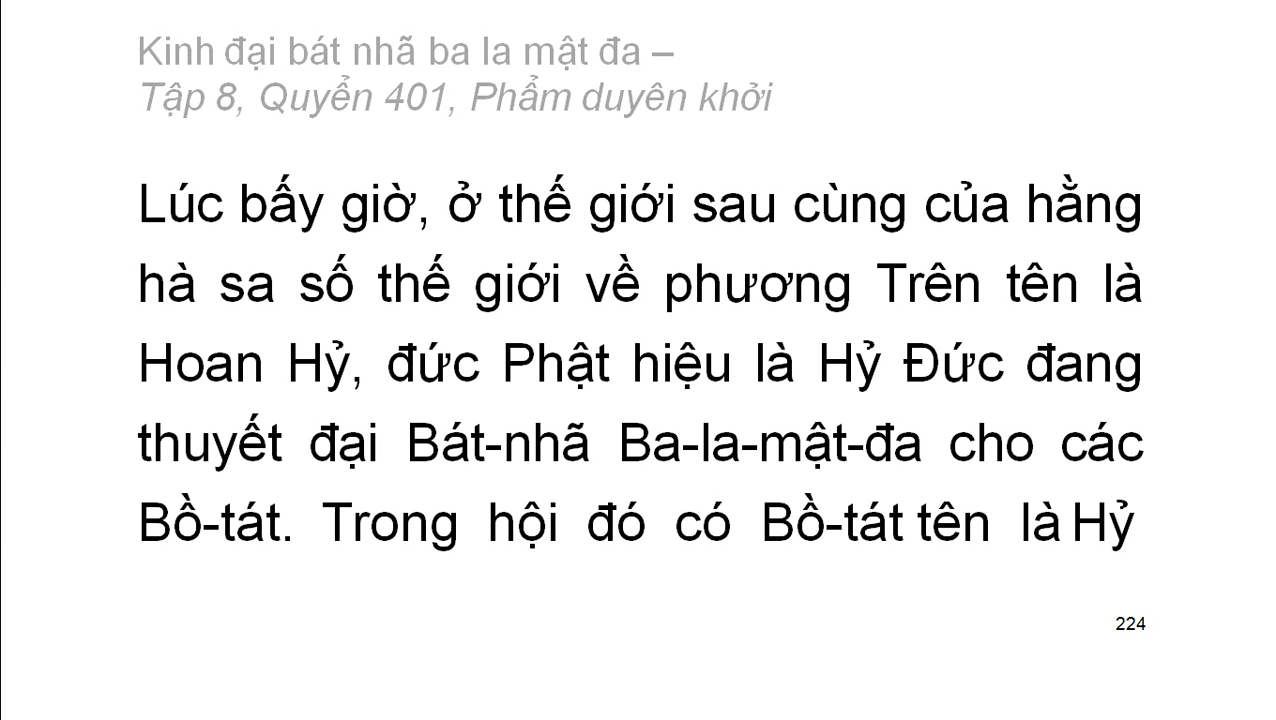 Kinh đại bát nhã ba la mật đa –
Tập 8, Quyển 401, Phẩm duyên khởi
Lúc bấy giờ, ở thế giới sau cùng của hằng
hà sa số thế giới về phương Trên tên là
Hoan Hỷ, đức Phật hiệu là Hỷ Đức đang
thuyết đại Bát-nhã Ba-la-mật-đa cho các
Bồ-tát. Trong hội đó có Bồ-tát tên là Hỷ
224